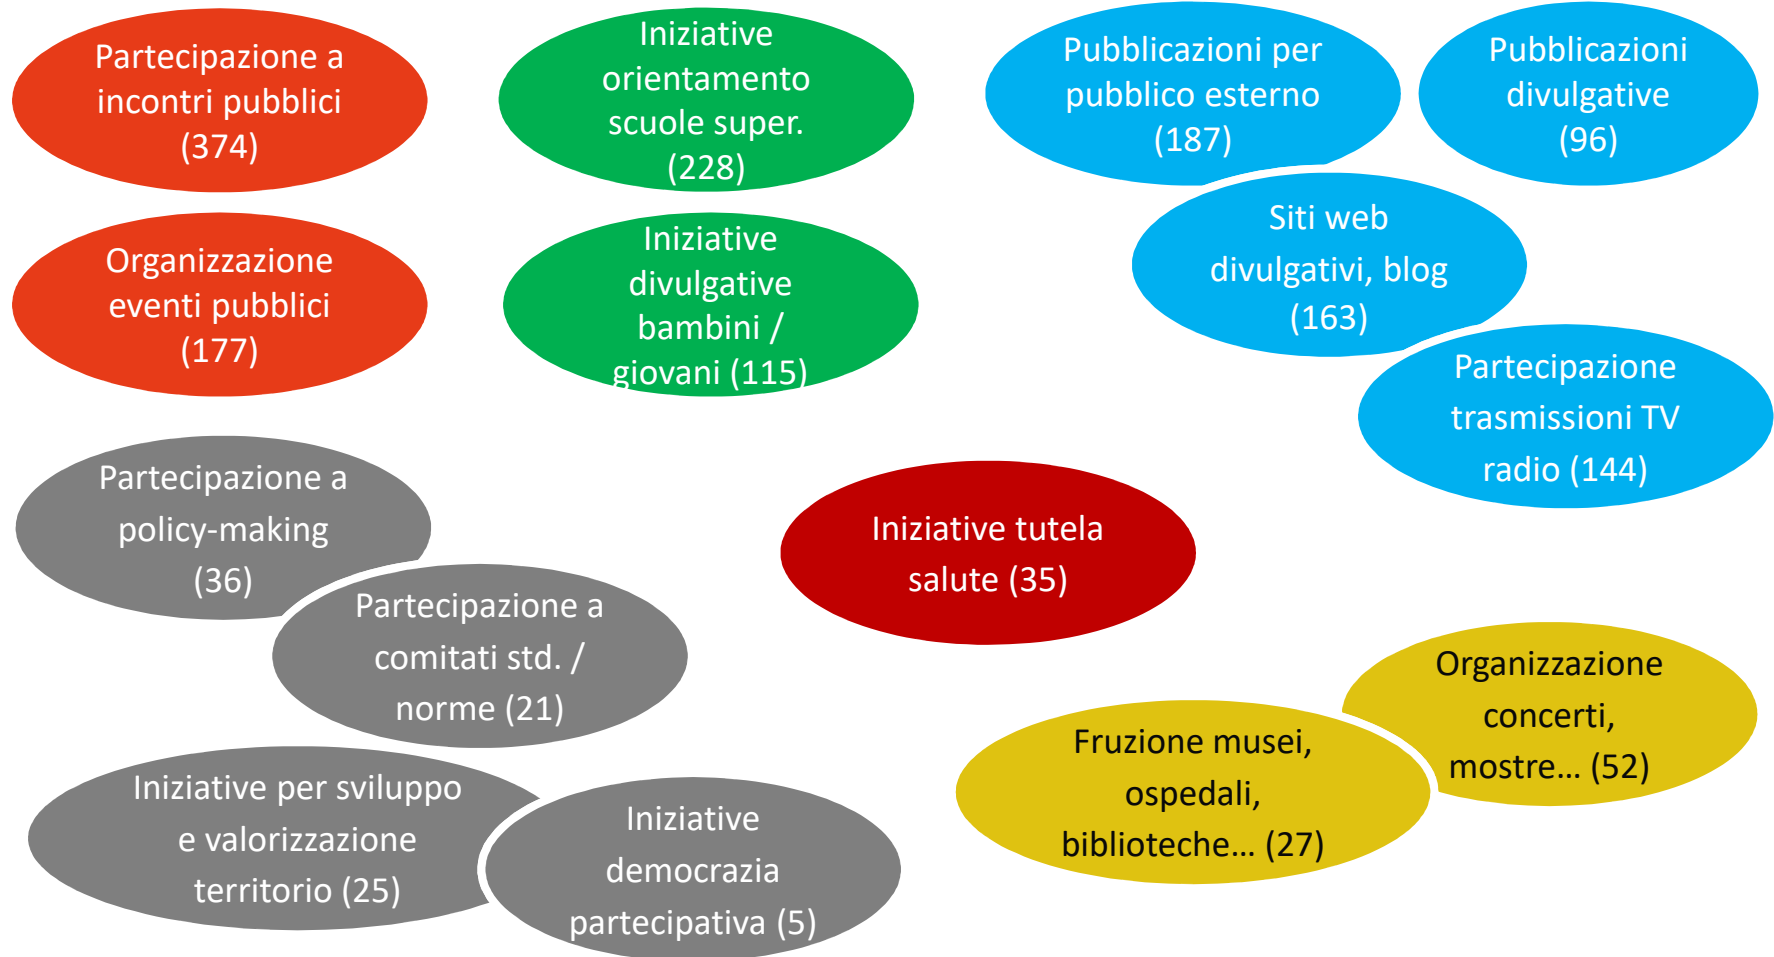 Partecipazione a
incontri pubblici
(374)
Iniziative
orientamento
scuole super.
(228)
Pubblicazioni per
pubblico esterno
(187)
Pubblicazioni
divulgative
(96)
Organizzazione
eventi pubblici
(177)
Iniziative
divulgative
bambini /
giovani (115)
Siti web
divulgativi, blog
(163)
Partecipazione
trasmissioni TV
radio (144)
Partecipazione a
policy-making
(36)
Partecipazione a
comitati std. /
norme (21)
Iniziative tutela
salute (35)
Organizzazione
concerti,
mostre… (52)
Fruzione musei,
ospedali,
biblioteche… (27)
Iniziative per sviluppo
e valorizzazione
territorio (25)
Iniziative
democrazia
partecipativa (5)